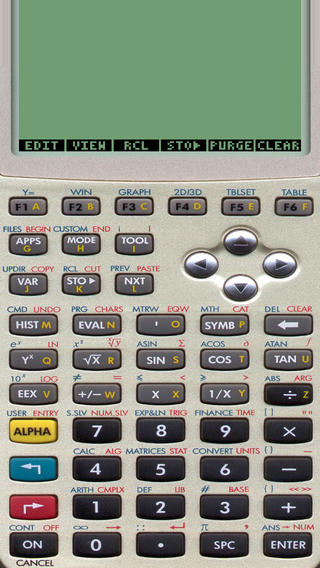 EDIT VIEW RCL STO▶ PURGE CLEAR
Y= WIN GRAPH 2D/3D TBLSET TABLE
F1 A F2 B F3 C F4 D F5 E F6 F
FILES BEGIN CUSTOM END i I
APPS G MODE H TOOL I
UPDIR COPY RCL CUT PREV PASTE
VAR J STO▶ K NXT L
CMD UNDO PRG CHARS MTRW EQW MTH CAT DEL CLEAR
HIST M EVAL N ' O SYMB P ←
eˣ LN x² ˣ√y ASIN Σ ACOS ∂ ATAN ∫
Yˣ Q √X R SIN S COS T TAN U
10ˣ LOG ≠ = ≤ < ≥ > ABS ARG
EEX V +/− W X X 1/X Y ÷ Z
USER ENTRY S.SLV NUM.SLV EXP&LN TRIG FINANCE TIME [ ] " "
ALPHA 7 8 9 ×
CALC ALG MATRICES STAT CONVERT UNITS ( ) _
↰ 4 5 6 −
ARITH CMPLX DEF LIB # BASE { } « »
↱ 1 2 3 +
CONT OFF ∞ → : : ↲ π , ANS → NUM
ON 0 . SPC ENTER
CANCEL